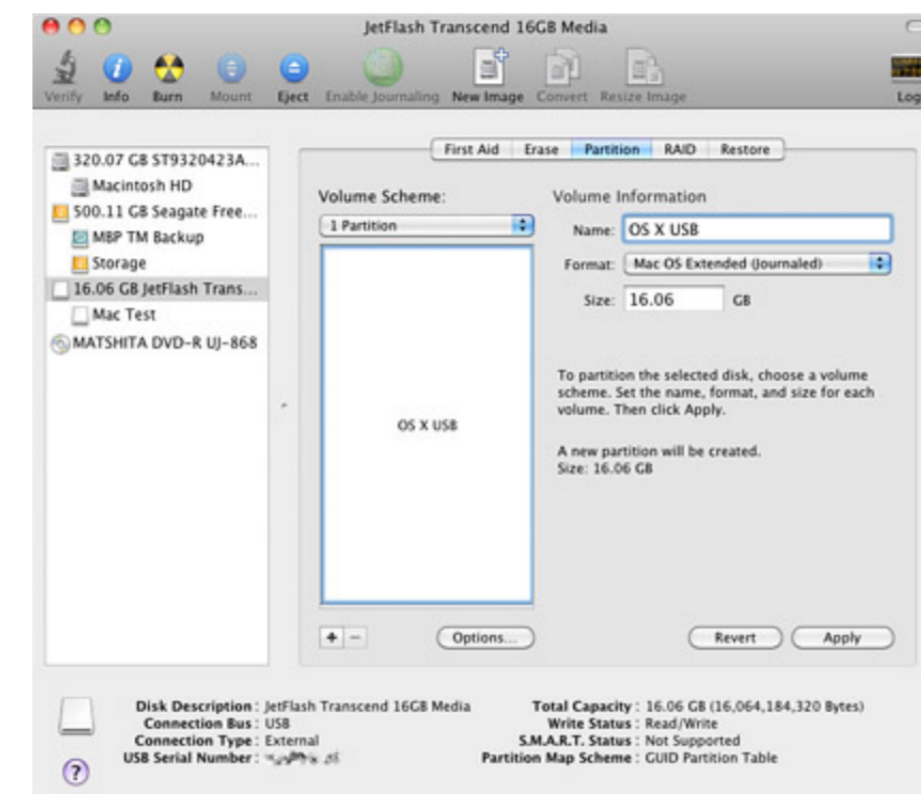 JetFlash Transcend 16GB Media
Verify Info Burn Mount Eject Enable Journaling New Image Convert Resize Image Log
320.07 GB ST9320423A...
Macintosh HD
500.11 GB Seagate Free...
MBP TM Backup
Storage
16.06 GB JetFlash Trans...
Mac Test
MATSHITA DVD-R UJ-868
First Aid Erase Partition RAID Restore
Volume Scheme:
1 Partition
OS X USB
+ - Options...
Volume Information
Name: OS X USB
Format: Mac OS Extended (Journaled)
Size: 16.06 GB
To partition the selected disk, choose a volume
scheme. Set the name, format, and size for each
volume. Then click Apply.
A new partition will be created.
Size: 16.06 GB
Revert Apply
Disk Description : JetFlash Transcend 16GB Media
Connection Bus : USB
Connection Type : External
USB Serial Number :
Total Capacity : 16.06 GB (16,064,184,320 Bytes)
Write Status : Read/Write
S.M.A.R.T. Status : Not Supported
Partition Map Scheme : GUID Partition Table
?